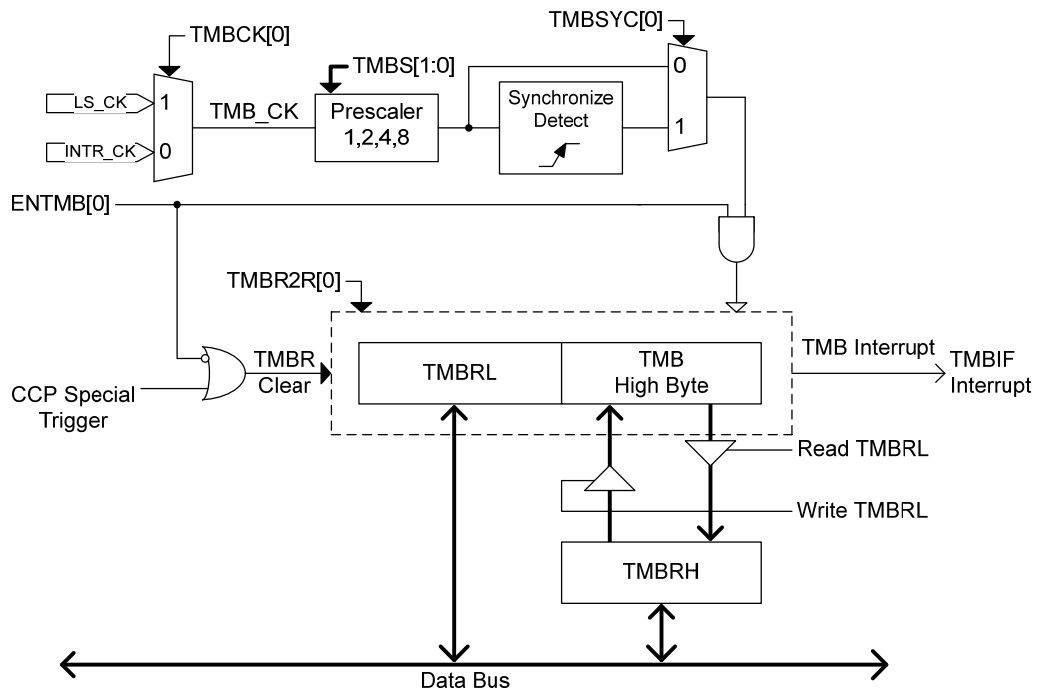 TMBCK[0]
TMBSYC[0]
TMBS[1:0]
LS_CK
1
TMB_CK
Prescaler
1,2,4,8
Synchronize
Detect
0
1
INTR_CK
0
ENTMB[0]
TMBR2R[0]
TMBR
Clear
CCP Special
Trigger
TMBRL
TMB
High Byte
TMB Interrupt
TMBIF
Interrupt
Read TMBRL
Write TMBRL
TMBRH
Data Bus